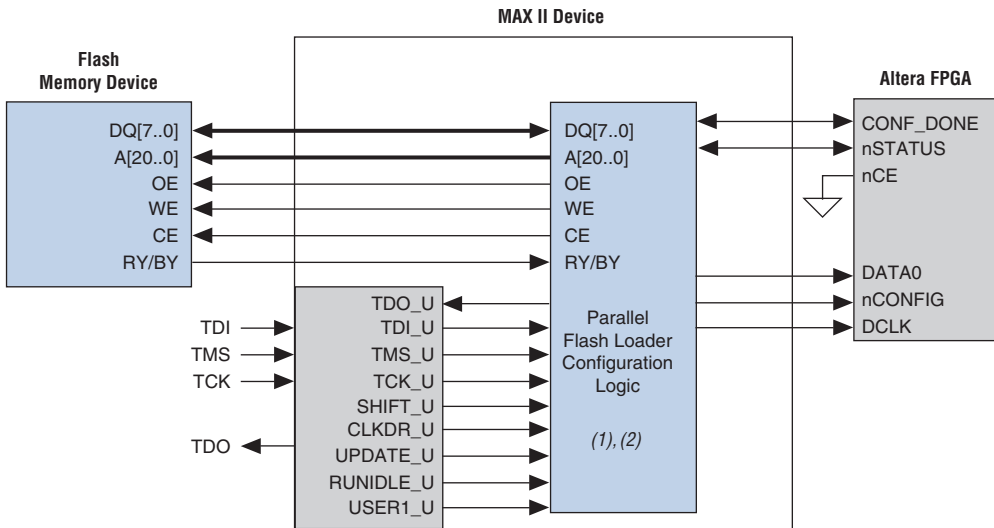 MAX II Device
Flash
Memory Device
Altera FPGA
DQ[7..0]
A[20..0]
OE
WE
CE
RY/BY
DQ[7..0]
A[20..0]
OE
WE
CE
RY/BY
Parallel
Flash Loader
Configuration
Logic
(1), (2)
CONF_DONE
nSTATUS
nCE
DATA0
nCONFIG
DCLK
TDI
TMS
TCK
TDO
TDO_U
TDI_U
TMS_U
TCK_U
SHIFT_U
CLKDR_U
UPDATE_U
RUNIDLE_U
USER1_U